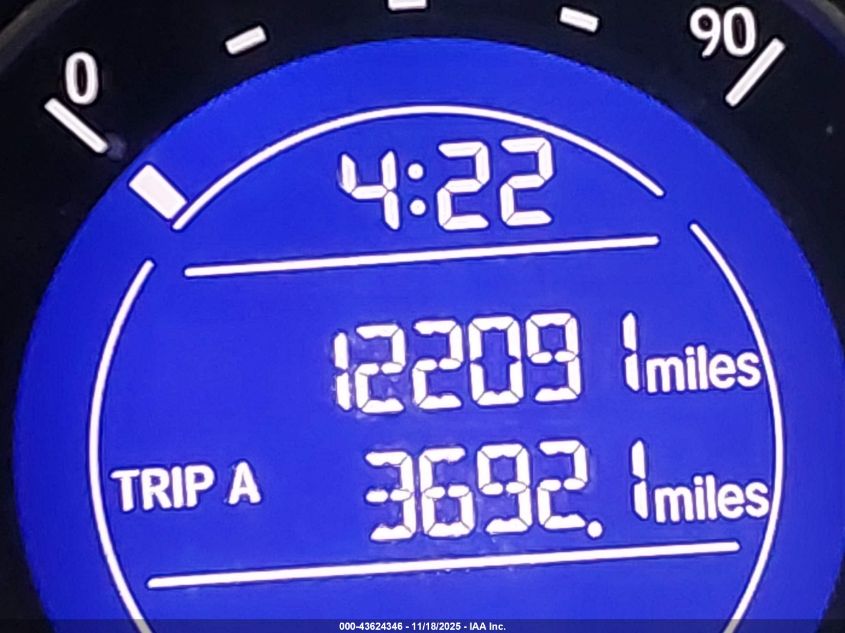 0
90
4:22
122091 miles
TRIP A 3692.1 miles
000-43624346 - 11/18/2025 - IAA Inc.